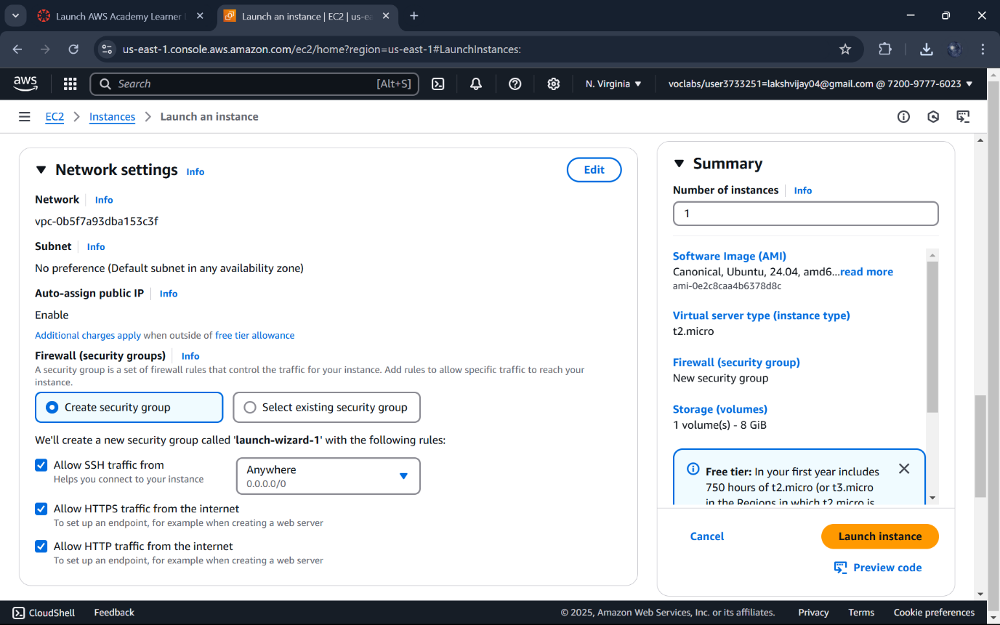 Launch AWS Academy Learner
Launch an instance | EC2 | us-ea
us-east-1.console.aws.amazon.com/ec2/home?region=us-east-1#LaunchInstances:
aws
Search
[Alt+S]
N. Virginia
voclabs/user3733251=lakshvijay04@gmail.com @ 7200-9777-6023
EC2
Instances
Launch an instance
Network settings Info
Edit
Network Info
vpc-0b5f7a93dba153c3f
Subnet Info
No preference (Default subnet in any availability zone)
Auto-assign public IP Info
Enable
Additional charges apply when outside of free tier allowance
Firewall (security groups) Info
A security group is a set of firewall rules that control the traffic for your instance. Add rules to allow specific traffic to reach your
instance.
Create security group
Select existing security group
We'll create a new security group called 'launch-wizard-1' with the following rules:
Allow SSH traffic from
Helps you connect to your instance
Anywhere
0.0.0.0/0
Allow HTTPS traffic from the internet
To set up an endpoint, for example when creating a web server
Allow HTTP traffic from the internet
To set up an endpoint, for example when creating a web server
Summary
Number of instances Info
1
Software Image (AMI)
Canonical, Ubuntu, 24.04, amd6...read more
ami-0e2c8caa4b6378d8c
Virtual server type (instance type)
t2.micro
Firewall (security group)
New security group
Storage (volumes)
1 volume(s) - 8 GiB
Free tier: In your first year includes
750 hours of t2.micro (or t3.micro
in the Regions in which t2.micro is
Cancel
Launch instance
Preview code
CloudShell
Feedback
© 2025, Amazon Web Services, Inc. or its affiliates.
Privacy
Terms
Cookie preferences